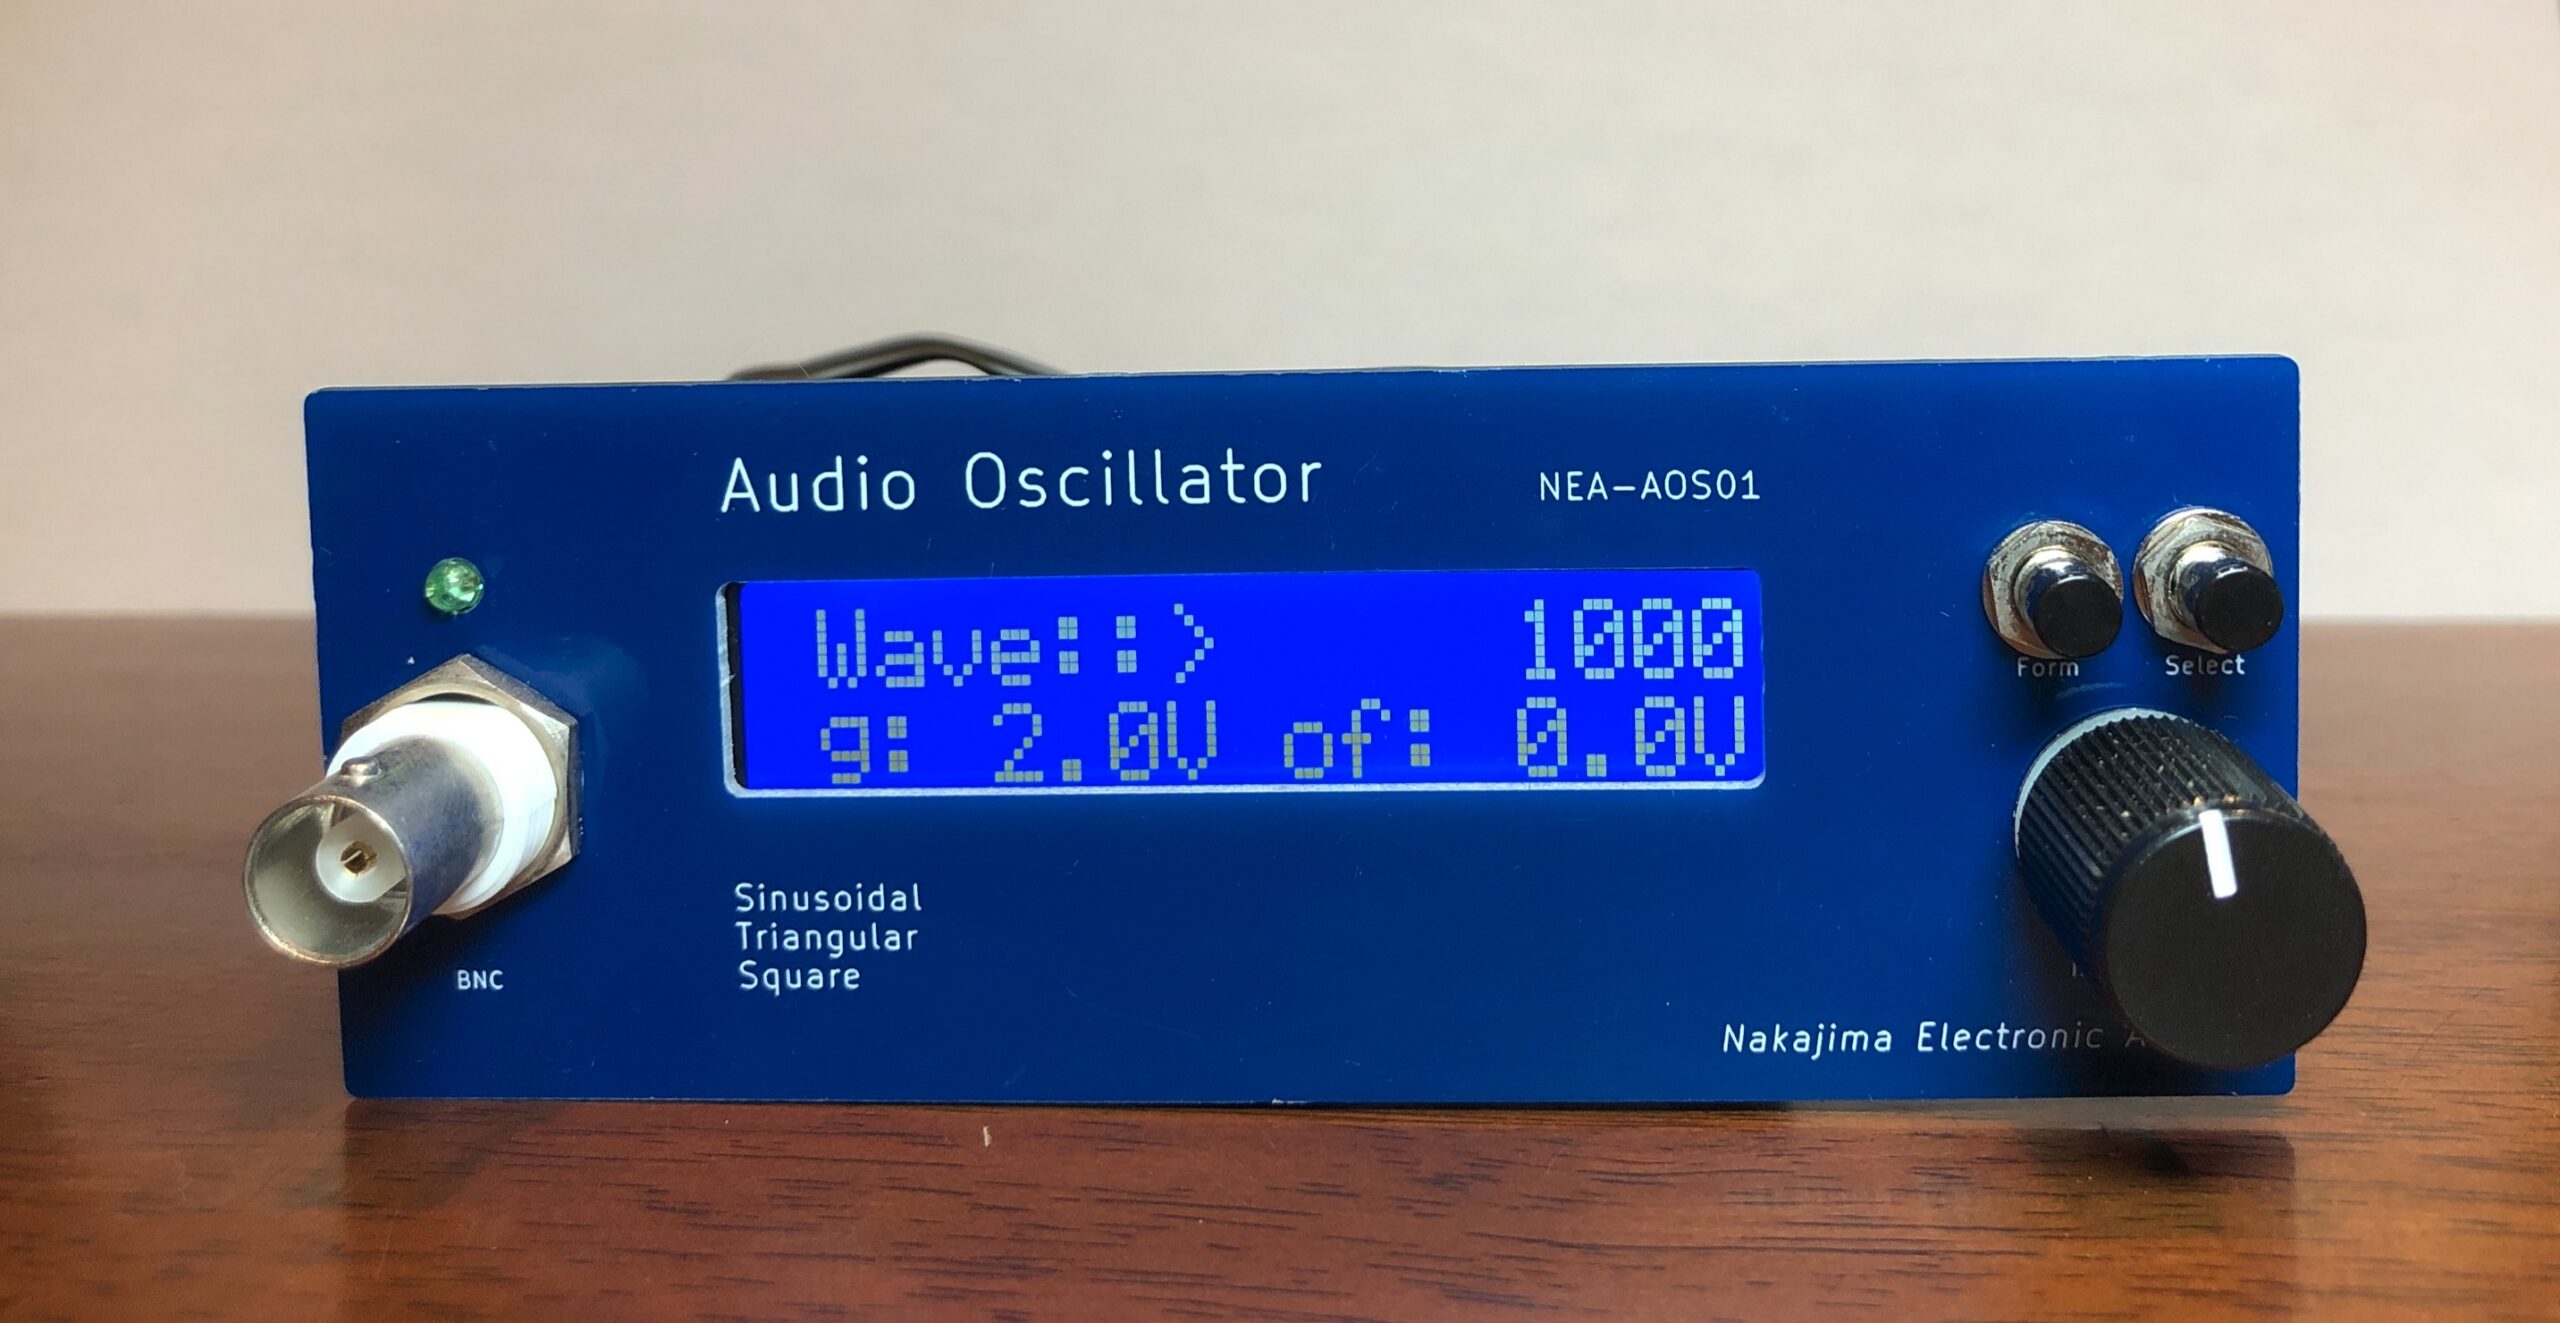 Audio Oscillator
NEA-AOS01
Wave::> 1000
g: 2.0V of: 0.0V
Form
Select
Sinusoidal
Triangular
Square
BNC
Nakajima Electronic